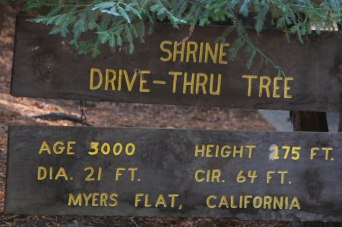 SHRINE
DRIVE-THRU TREE
AGE 3000 HEIGHT 175 FT.
DIA. 21 FT. CIR. 64 FT.
MYERS FLAT, CALIFORNIA